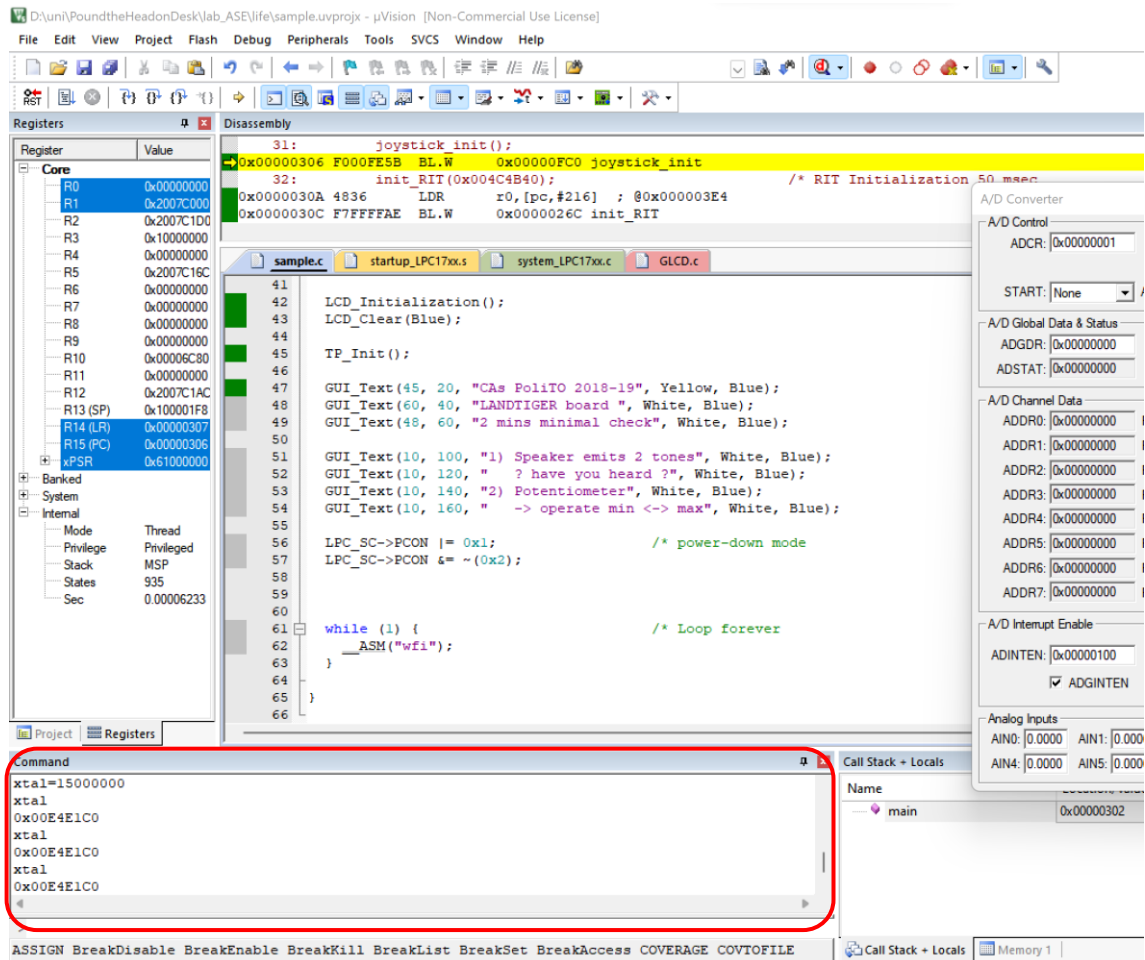 D:\uni\PoundtheHeadonDesk\lab_ASE\life\sample.uvprojx - µVision [Non-Commercial Use License]
File Edit View Project Flash Debug Peripherals Tools SVCS Window Help
RST
Registers
Register Value
Core
R0 0x00000000
R1 0x2007C000
R2 0x2007C1D0
R3 0x10000000
R4 0x00000000
R5 0x2007C16C
R6 0x00000000
R7 0x00000000
R8 0x00000000
R9 0x00000000
R10 0x00006C80
R11 0x00000000
R12 0x2007C1AC
R13 (SP) 0x100001F8
R14 (LR) 0x00000307
R15 (PC) 0x00000306
xPSR 0x61000000
Banked
System
Internal
Mode Thread
Privilege Privileged
Stack MSP
States 935
Sec 0.00006233
Project Registers
Disassembly
31: joystick_init();
0x00000306 F000FE5B BL.W 0x00000FC0 joystick_init
32: init_RIT(0x004C4B40); /* RIT Initialization 50 msec
0x0000030A 4836 LDR r0,[pc,#216] ; @0x000003E4
0x0000030C F7FFFFAE BL.W 0x0000026C init_RIT
sample.c startup_LPC17xx.s system_LPC17xx.c GLCD.c
41
42 LCD_Initialization();
43 LCD_Clear(Blue);
44
45 TP_Init();
46
47 GUI_Text(45, 20, "CAs PoliTO 2018-19", Yellow, Blue);
48 GUI_Text(60, 40, "LANDTIGER board ", White, Blue);
49 GUI_Text(48, 60, "2 mins minimal check", White, Blue);
50
51 GUI_Text(10, 100, "1) Speaker emits 2 tones", White, Blue);
52 GUI_Text(10, 120, " ? have you heard ?", White, Blue);
53 GUI_Text(10, 140, "2) Potentiometer", White, Blue);
54 GUI_Text(10, 160, " -> operate min <-> max", White, Blue);
55
56 LPC_SC->PCON |= 0x1; /* power-down mode
57 LPC_SC->PCON &= ~(0x2);
58
59
60
61 while (1) { /* Loop forever
62 __ASM("wfi");
63 }
64
65 }
66
A/D Converter
A/D Control
ADCR: 0x00000001
START: None
A/D Global Data & Status
ADGDR: 0x00000000
ADSTAT: 0x00000000
A/D Channel Data
ADDR0: 0x00000000
ADDR1: 0x00000000
ADDR2: 0x00000000
ADDR3: 0x00000000
ADDR4: 0x00000000
ADDR5: 0x00000000
ADDR6: 0x00000000
ADDR7: 0x00000000
A/D Interrupt Enable
ADINTEN: 0x00000100
ADGINTEN
Analog Inputs
AIN0: 0.0000 AIN1: 0.000
AIN4: 0.0000 AIN5: 0.000
Command
xtal=15000000
xtal
0x00E4E1C0
xtal
0x00E4E1C0
xtal
0x00E4E1C0
>
ASSIGN BreakDisable BreakEnable BreakKill BreakList BreakSet BreakAccess COVERAGE COVTOFILE
Call Stack + Locals
Name
main 0x00000302
Call Stack + Locals Memory 1